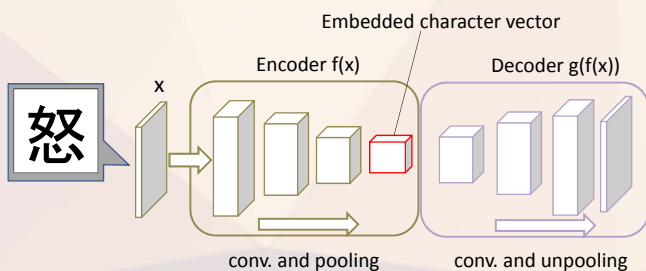 Embedded character vector
Encoder f(x)
Decoder g(f(x))
x
怒
conv. and pooling
conv. and unpooling